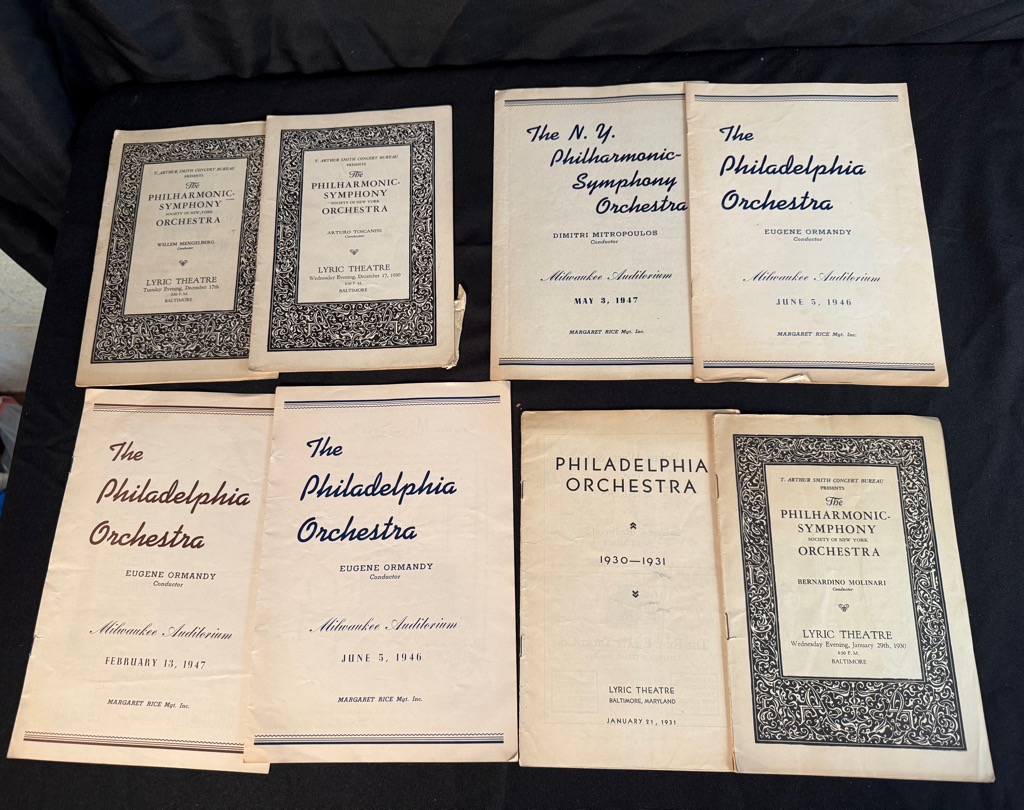 T. ARTHUR SMITH CONCERT BUREAU
PRESENTS
The
PHILHARMONIC-
SYMPHONY
SOCIETY OF NEW YORK
ORCHESTRA
WILLEM MENGELBERG
Conductor
LYRIC THEATRE
Tuesday Evening, December 17th
8:30 P. M.
BALTIMORE
T. ARTHUR SMITH CONCERT BUREAU
PRESENTS
The
PHILHARMONIC-
SYMPHONY
SOCIETY OF NEW YORK
ORCHESTRA
ARTURO TOSCANINI
Conductor
LYRIC THEATRE
Wednesday Evening, December 17, 1930
8:30 P. M.
BALTIMORE
The N. Y.
Philharmonic-
Symphony
Orchestra
DIMITRI MITROPOULOS
Conductor
Milwaukee Auditorium
MAY 3, 1947
MARGARET RICE Mgt. Inc.
The
Philadelphia
Orchestra
EUGENE ORMANDY
Conductor
Milwaukee Auditorium
JUNE 5, 1946
MARGARET RICE Mgt. Inc.
The
Philadelphia
Orchestra
EUGENE ORMANDY
Conductor
Milwaukee Auditorium
FEBRUARY 13, 1947
MARGARET RICE Mgt. Inc.
The
Philadelphia
Orchestra
EUGENE ORMANDY
Conductor
Milwaukee Auditorium
JUNE 5, 1946
MARGARET RICE Mgt. Inc.
PHILADELPHIA
ORCHESTRA
1930—1931
LYRIC THEATRE
BALTIMORE, MARYLAND
JANUARY 21, 1931
T. ARTHUR SMITH CONCERT BUREAU
PRESENTS
The
PHILHARMONIC-
SYMPHONY
SOCIETY OF NEW YORK
ORCHESTRA
BERNARDINO MOLINARI
Conductor
LYRIC THEATRE
Wednesday Evening, January 29th, 1930
8:30 P. M.
BALTIMORE